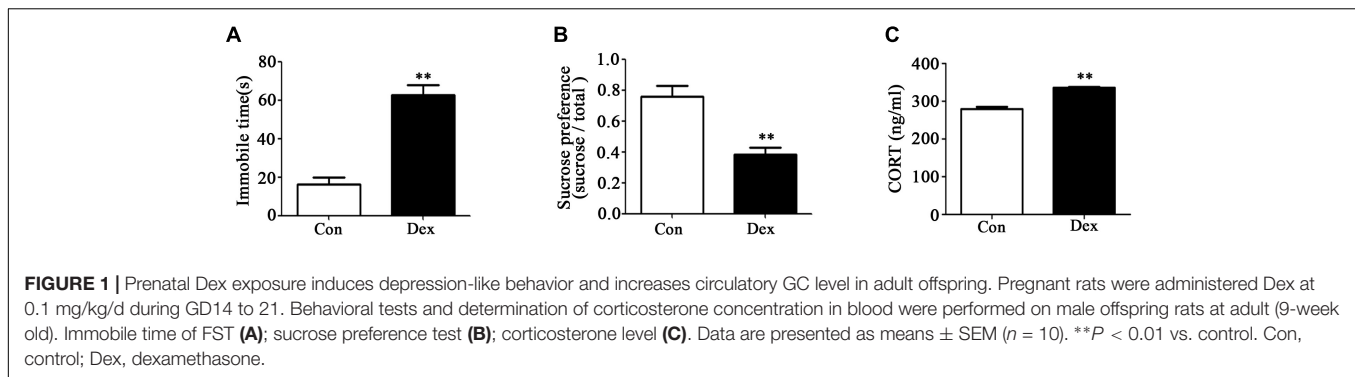 A
B
C
Immobile time(s)
80
60
40
20
0
**
Con
Dex
Sucrose preference
(sucrose / total )
1.0
0.8
0.6
0.4
0.2
0.0
**
Con
Dex
CORT (ng/ml)
400
300
200
100
0
**
Con
Dex
FIGURE 1 | Prenatal Dex exposure induces depression-like behavior and increases circulatory GC level in adult offspring. Pregnant rats were administered Dex at
0.1 mg/kg/d during GD14 to 21. Behavioral tests and determination of corticosterone concentration in blood were performed on male offspring rats at adult (9-week
old). Immobile time of FST (A); sucrose preference test (B); corticosterone level (C). Data are presented as means ± SEM (n = 10). **P < 0.01 vs. control. Con,
control; Dex, dexamethasone.